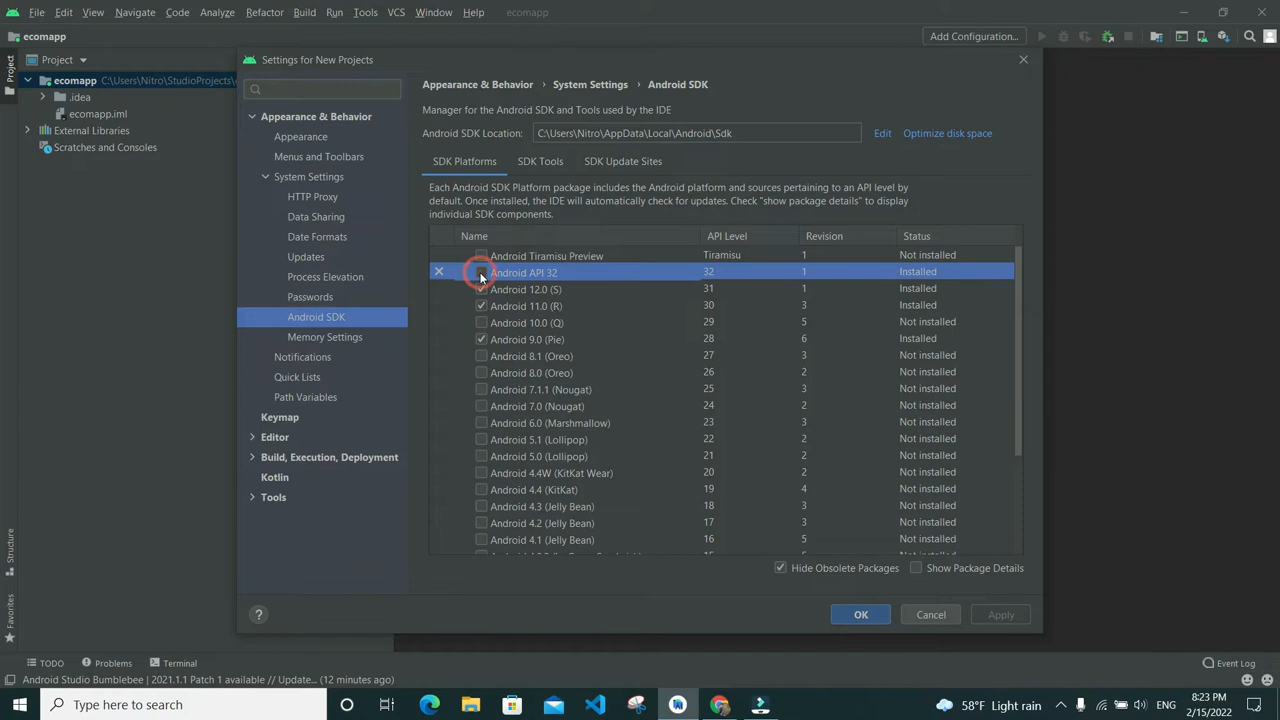 File Edit View Navigate Code Analyze Refactor Build Run Tools VCS Window Help ecomapp
ecomapp Add Configuration...
Project
Project
ecomapp C:\Users\Nitro\StudioProjects\
.idea
ecomapp.iml
External Libraries
Scratches and Consoles
Structure
Favorites
Settings for New Projects
Appearance & Behavior
Appearance
Menus and Toolbars
System Settings
HTTP Proxy
Data Sharing
Date Formats
Updates
Process Elevation
Passwords
Android SDK
Memory Settings
Notifications
Quick Lists
Path Variables
Keymap
Editor
Build, Execution, Deployment
Kotlin
Tools
Appearance & Behavior › System Settings › Android SDK
Manager for the Android SDK and Tools used by the IDE
Android SDK Location: C:\Users\Nitro\AppData\Local\Android\Sdk Edit Optimize disk space
SDK Platforms SDK Tools SDK Update Sites
Each Android SDK Platform package includes the Android platform and sources pertaining to an API level by
default. Once installed, the IDE will automatically check for updates. Check "show package details" to display
individual SDK components.
Name API Level Revision Status
Android Tiramisu Preview Tiramisu 1 Not installed
Android API 32 32 1 Installed
Android 12.0 (S) 31 1 Installed
Android 11.0 (R) 30 3 Installed
Android 10.0 (Q) 29 5 Not installed
Android 9.0 (Pie) 28 6 Installed
Android 8.1 (Oreo) 27 3 Not installed
Android 8.0 (Oreo) 26 2 Not installed
Android 7.1.1 (Nougat) 25 3 Not installed
Android 7.0 (Nougat) 24 2 Not installed
Android 6.0 (Marshmallow) 23 3 Not installed
Android 5.1 (Lollipop) 22 2 Not installed
Android 5.0 (Lollipop) 21 2 Not installed
Android 4.4W (KitKat Wear) 20 2 Not installed
Android 4.4 (KitKat) 19 4 Not installed
Android 4.3 (Jelly Bean) 18 3 Not installed
Android 4.2 (Jelly Bean) 17 3 Not installed
Android 4.1 (Jelly Bean) 16 5 Not installed
Hide Obsolete Packages Show Package Details
? OK Cancel Apply
TODO Problems Terminal Event Log
Android Studio Bumblebee | 2021.1.1 Patch 1 available // Update... (12 minutes ago)
Type here to search 58°F Light rain ENG 8:23 PM
2/15/2022